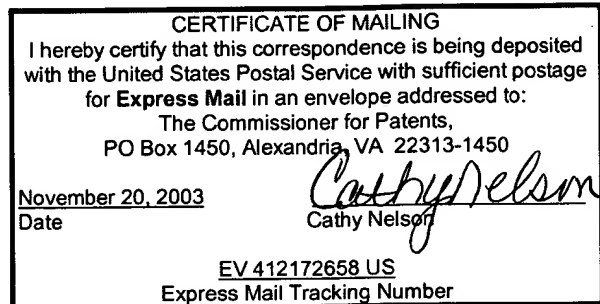 CERTIFICATE OF MAILING
I hereby certify that this correspondence is being deposited
with the United States Postal Service with sufficient postage
for Express Mail in an envelope addressed to:
The Commissioner for Patents,
PO Box 1450, Alexandria, VA 22313-1450
Cathy Nelson
November 20, 2003
Date
Cathy Nelson
EV 412172658 US
Express Mail Tracking Number